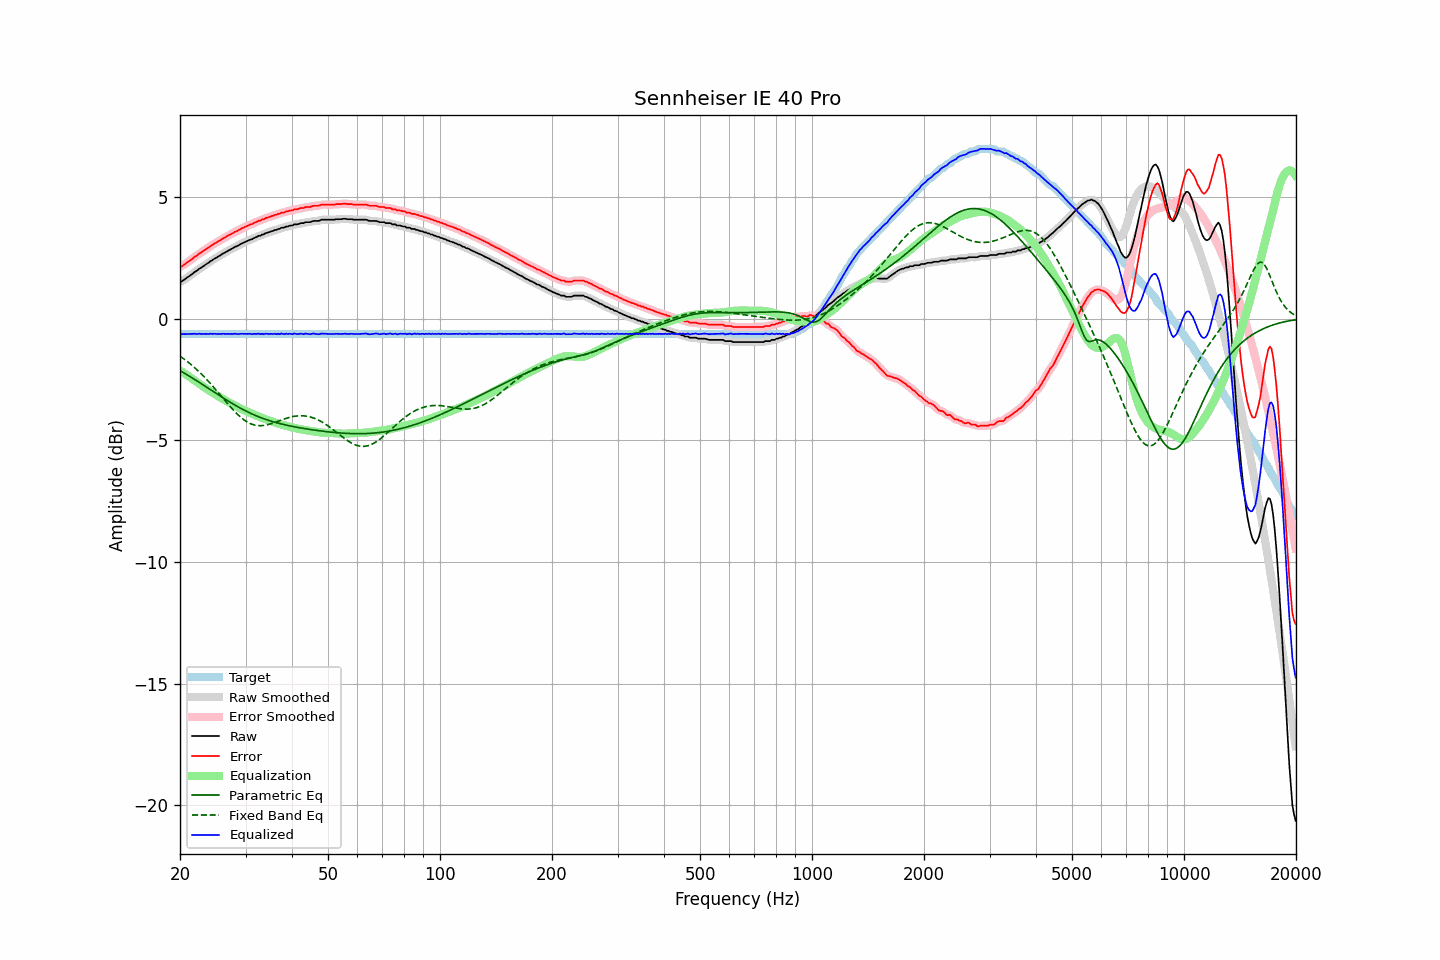 Sennheiser IE 40 Pro
Amplitude (dBr)
5
0
−5
−10
−15
−20
Target
Raw Smoothed
Error Smoothed
Raw
Error
Equalization
Parametric Eq
Fixed Band Eq
Equalized
20 50 100 200 500 1000 2000 5000 10000 20000
Frequency (Hz)